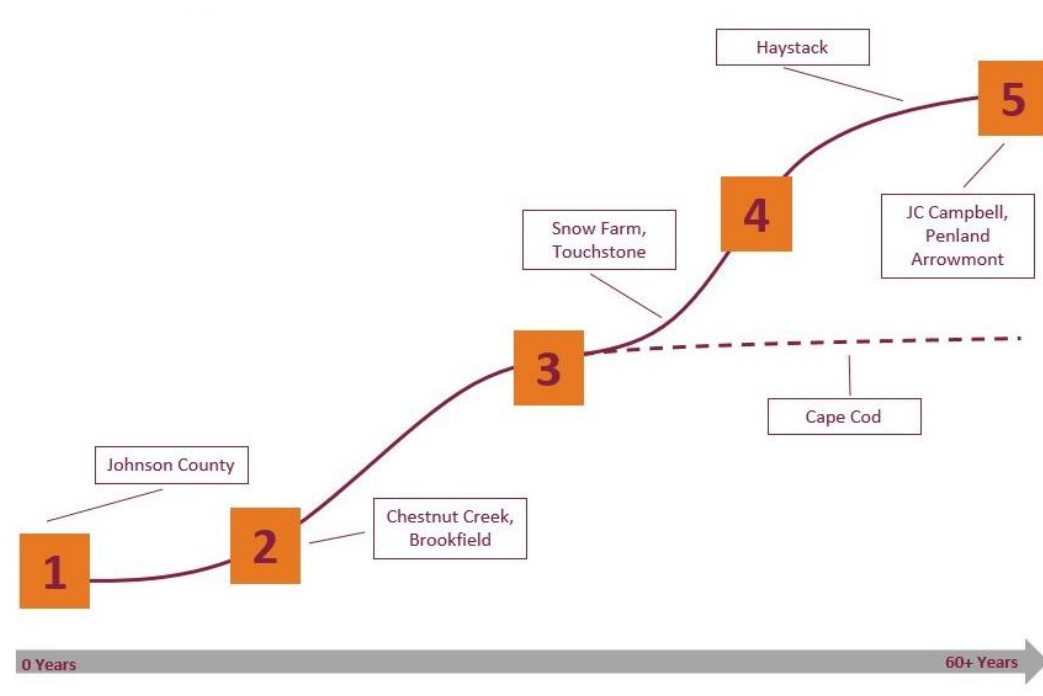 Haystack
5
JC Campbell,
Penland
Arrowmont
4
Snow Farm,
Touchstone
3
Cape Cod
Johnson County
2
Chestnut Creek,
Brookfield
1
0 Years
60+ Years